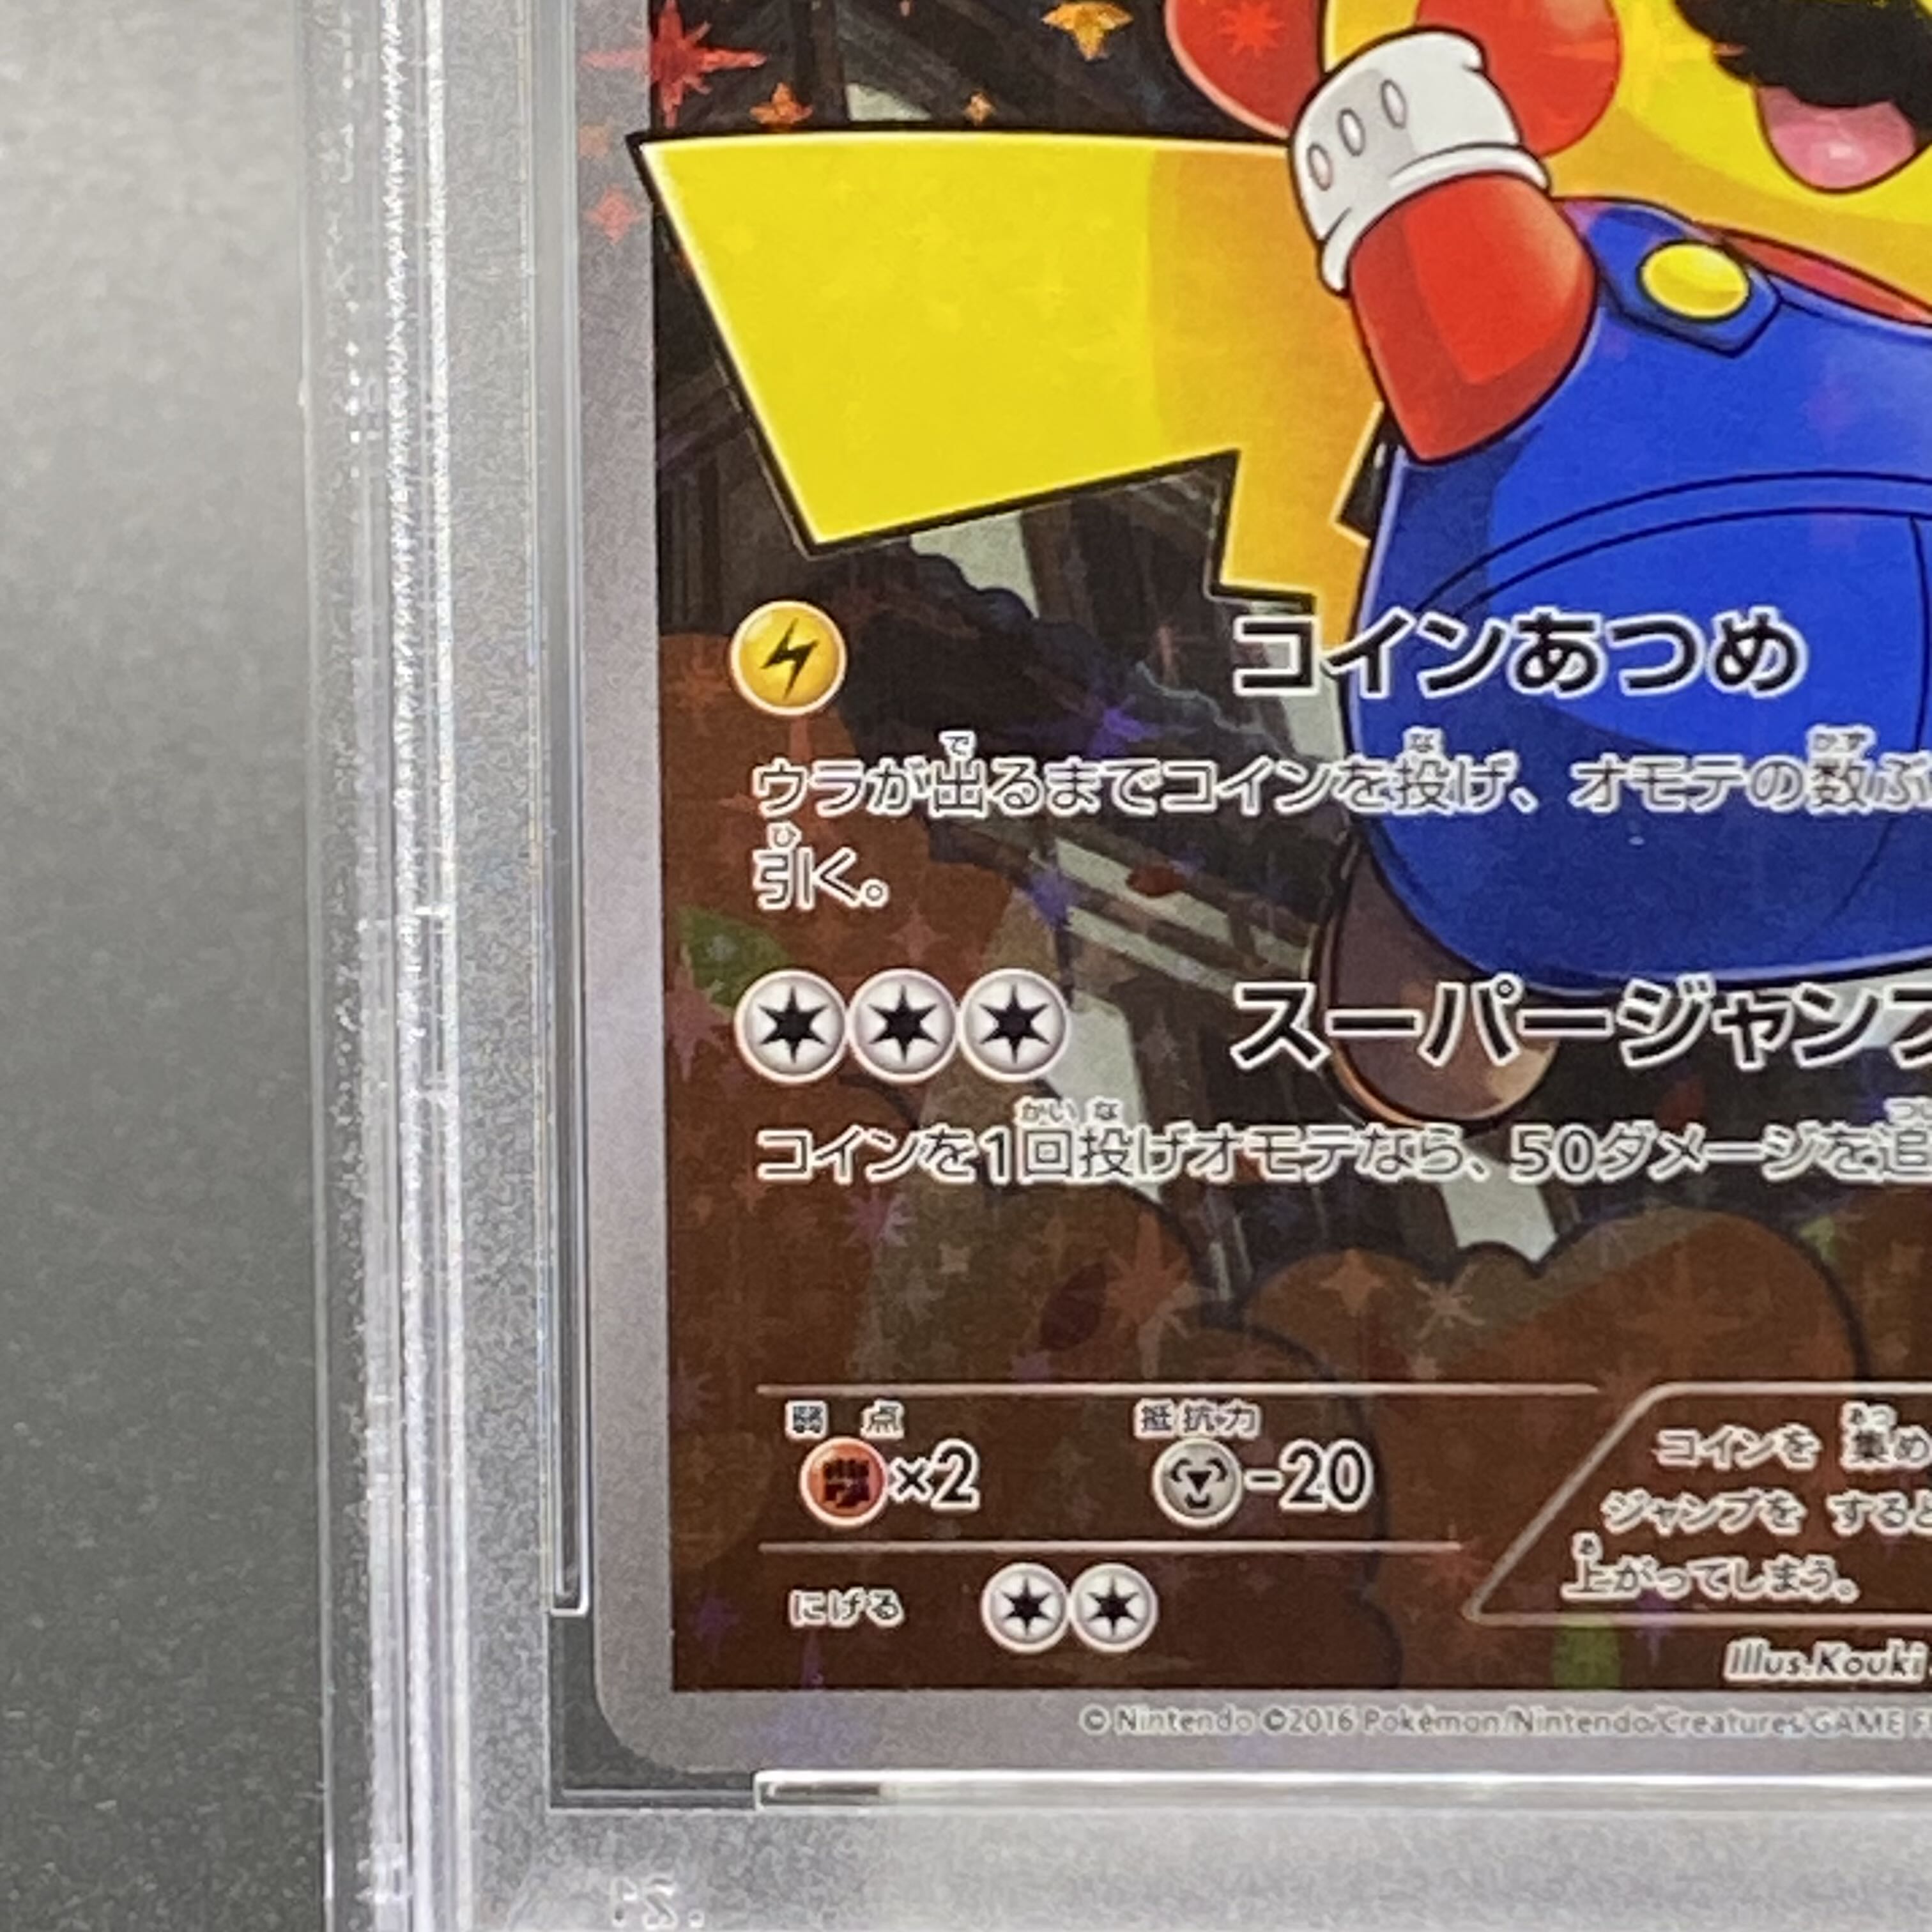 コインあつめ
ウラが出るまでコインを投げ、オモテの数ぶ
引く。
スーパージャンプ
コインを1回投げオモテなら、50ダメージを追
弱 点
抵抗力
×2
-20
コインを 集め
ジャンプを すると
上がってしまう。
にげる
Illus.Kouki
© Nintendo ©2016 Pokémon/Nintendo/Creatures/GAME F